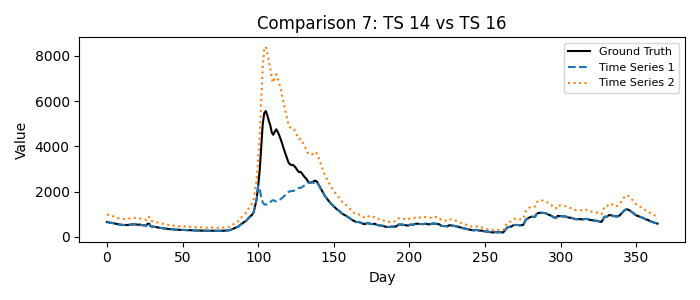 Comparison 7: TS 14 vs TS 16
Ground Truth
Time Series 1
Time Series 2
Value
8000
6000
4000
2000
0
0 50 100 150 200 250 300 350
Day